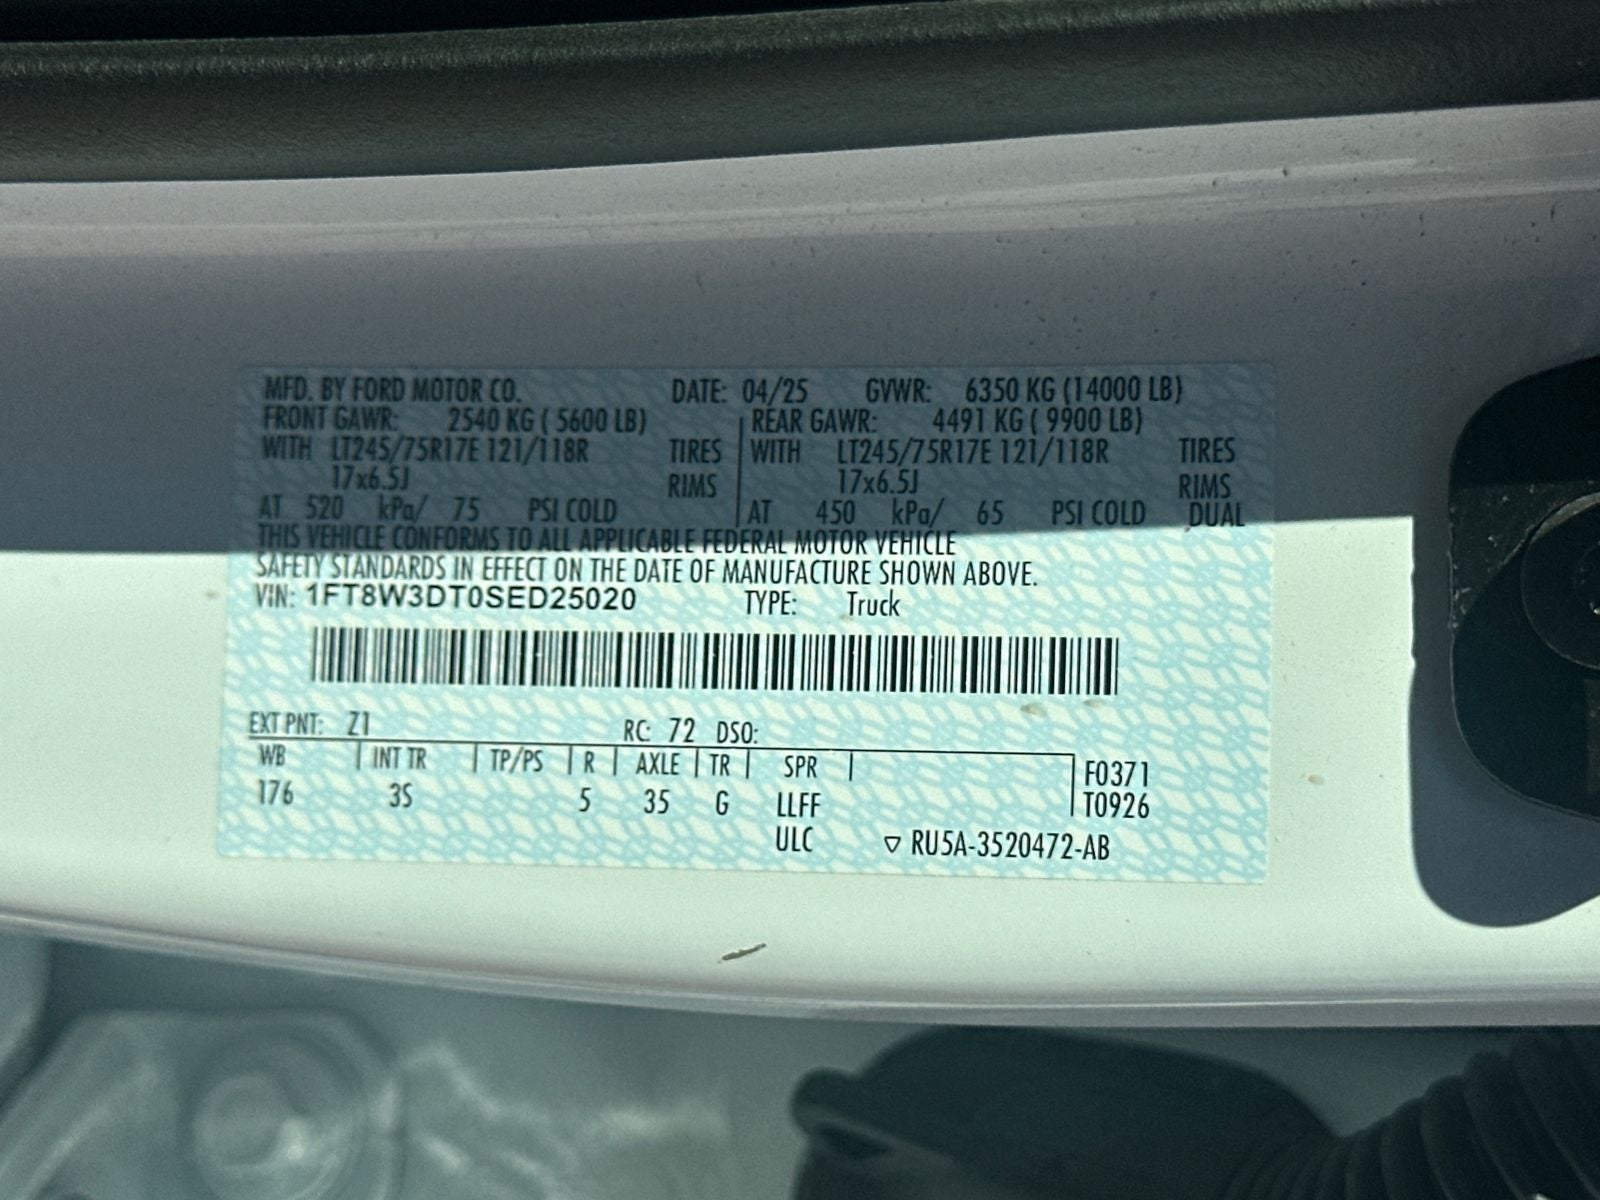 MFD. BY FORD MOTOR CO. DATE: 04/25 GVWR: 6350 KG (14000 LB)
FRONT GAWR: 2540 KG ( 5600 LB) REAR GAWR: 4491 KG ( 9900 LB)
WITH LT245/75R17E 121/118R TIRES WITH LT245/75R17E 121/118R TIRES
17x6.5J RIMS 17x6.5J RIMS
AT 520 kPa/ 75 PSI COLD AT 450 kPa/ 65 PSI COLD DUAL
THIS VEHICLE CONFORMS TO ALL APPLICABLE FEDERAL MOTOR VEHICLE
SAFETY STANDARDS IN EFFECT ON THE DATE OF MANUFACTURE SHOWN ABOVE.
VIN: 1FT8W3DT0SED25020 TYPE: Truck
EXT PNT: Z1 RC: 72 DSO:
WB INT TR TP/PS R AXLE TR SPR F0371
176 3S 5 35 G LLFF T0926
ULC ▽ RU5A-3520472-AB